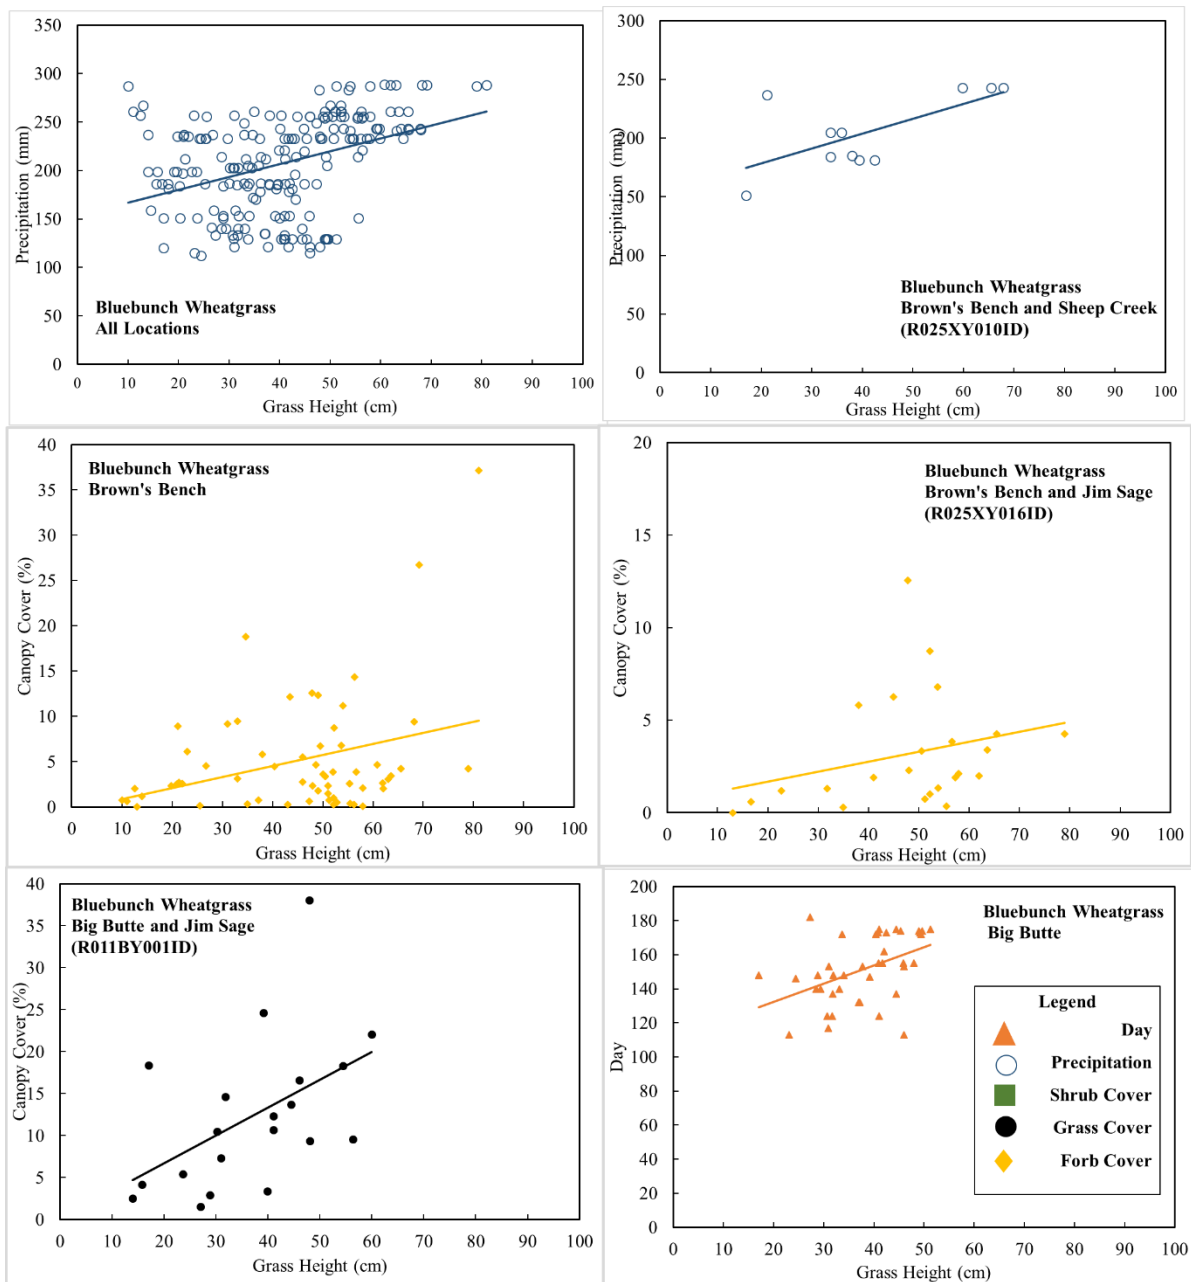 350
300
250
200
150
100
50
0
Precipitation (mm)
Bluebunch Wheatgrass
All Locations
0 10 20 30 40 50 60 70 80 90 100
Grass Height (cm)
300
250
200
150
100
50
0
Precipitation (mm)
Bluebunch Wheatgrass
Brown's Bench and Sheep Creek
(R025XY010ID)
0 10 20 30 40 50 60 70 80 90 100
Grass Height (cm)
40
35
30
25
20
15
10
5
0
Canopy Cover (%)
Bluebunch Wheatgrass
Brown's Bench
0 10 20 30 40 50 60 70 80 90 100
Grass Height (cm)
20
15
10
5
0
Canopy Cover (%)
Bluebunch Wheatgrass
Brown's Bench and Jim Sage
(R025XY016ID)
0 10 20 30 40 50 60 70 80 90 100
Grass Height (cm)
40
35
30
25
20
15
10
5
0
Canopy Cover (%)
Bluebunch Wheatgrass
Big Butte and Jim Sage
(R011BY001ID)
0 10 20 30 40 50 60 70 80 90 100
Grass Height (cm)
200
180
160
140
120
100
80
60
40
20
0
Day
Bluebunch Wheatgrass
Big Butte
Legend
Day
Precipitation
Shrub Cover
Grass Cover
Forb Cover
0 10 20 30 40 50 60 70 80 90 100
Grass Height (cm)